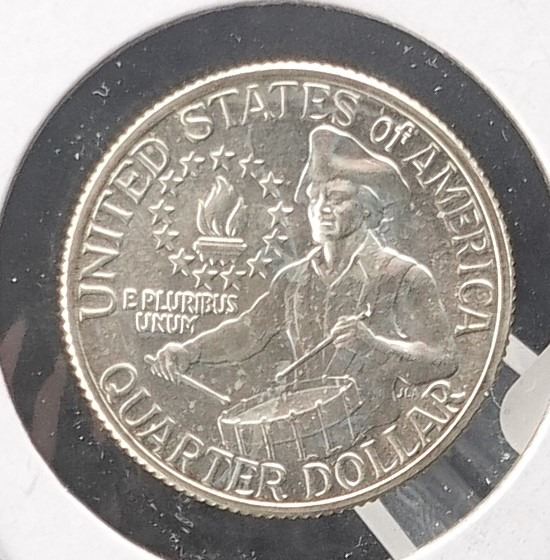 UNITED STATES of AMERICA
E PLURIBUS
UNUM
JLA
QUARTER DOLLAR